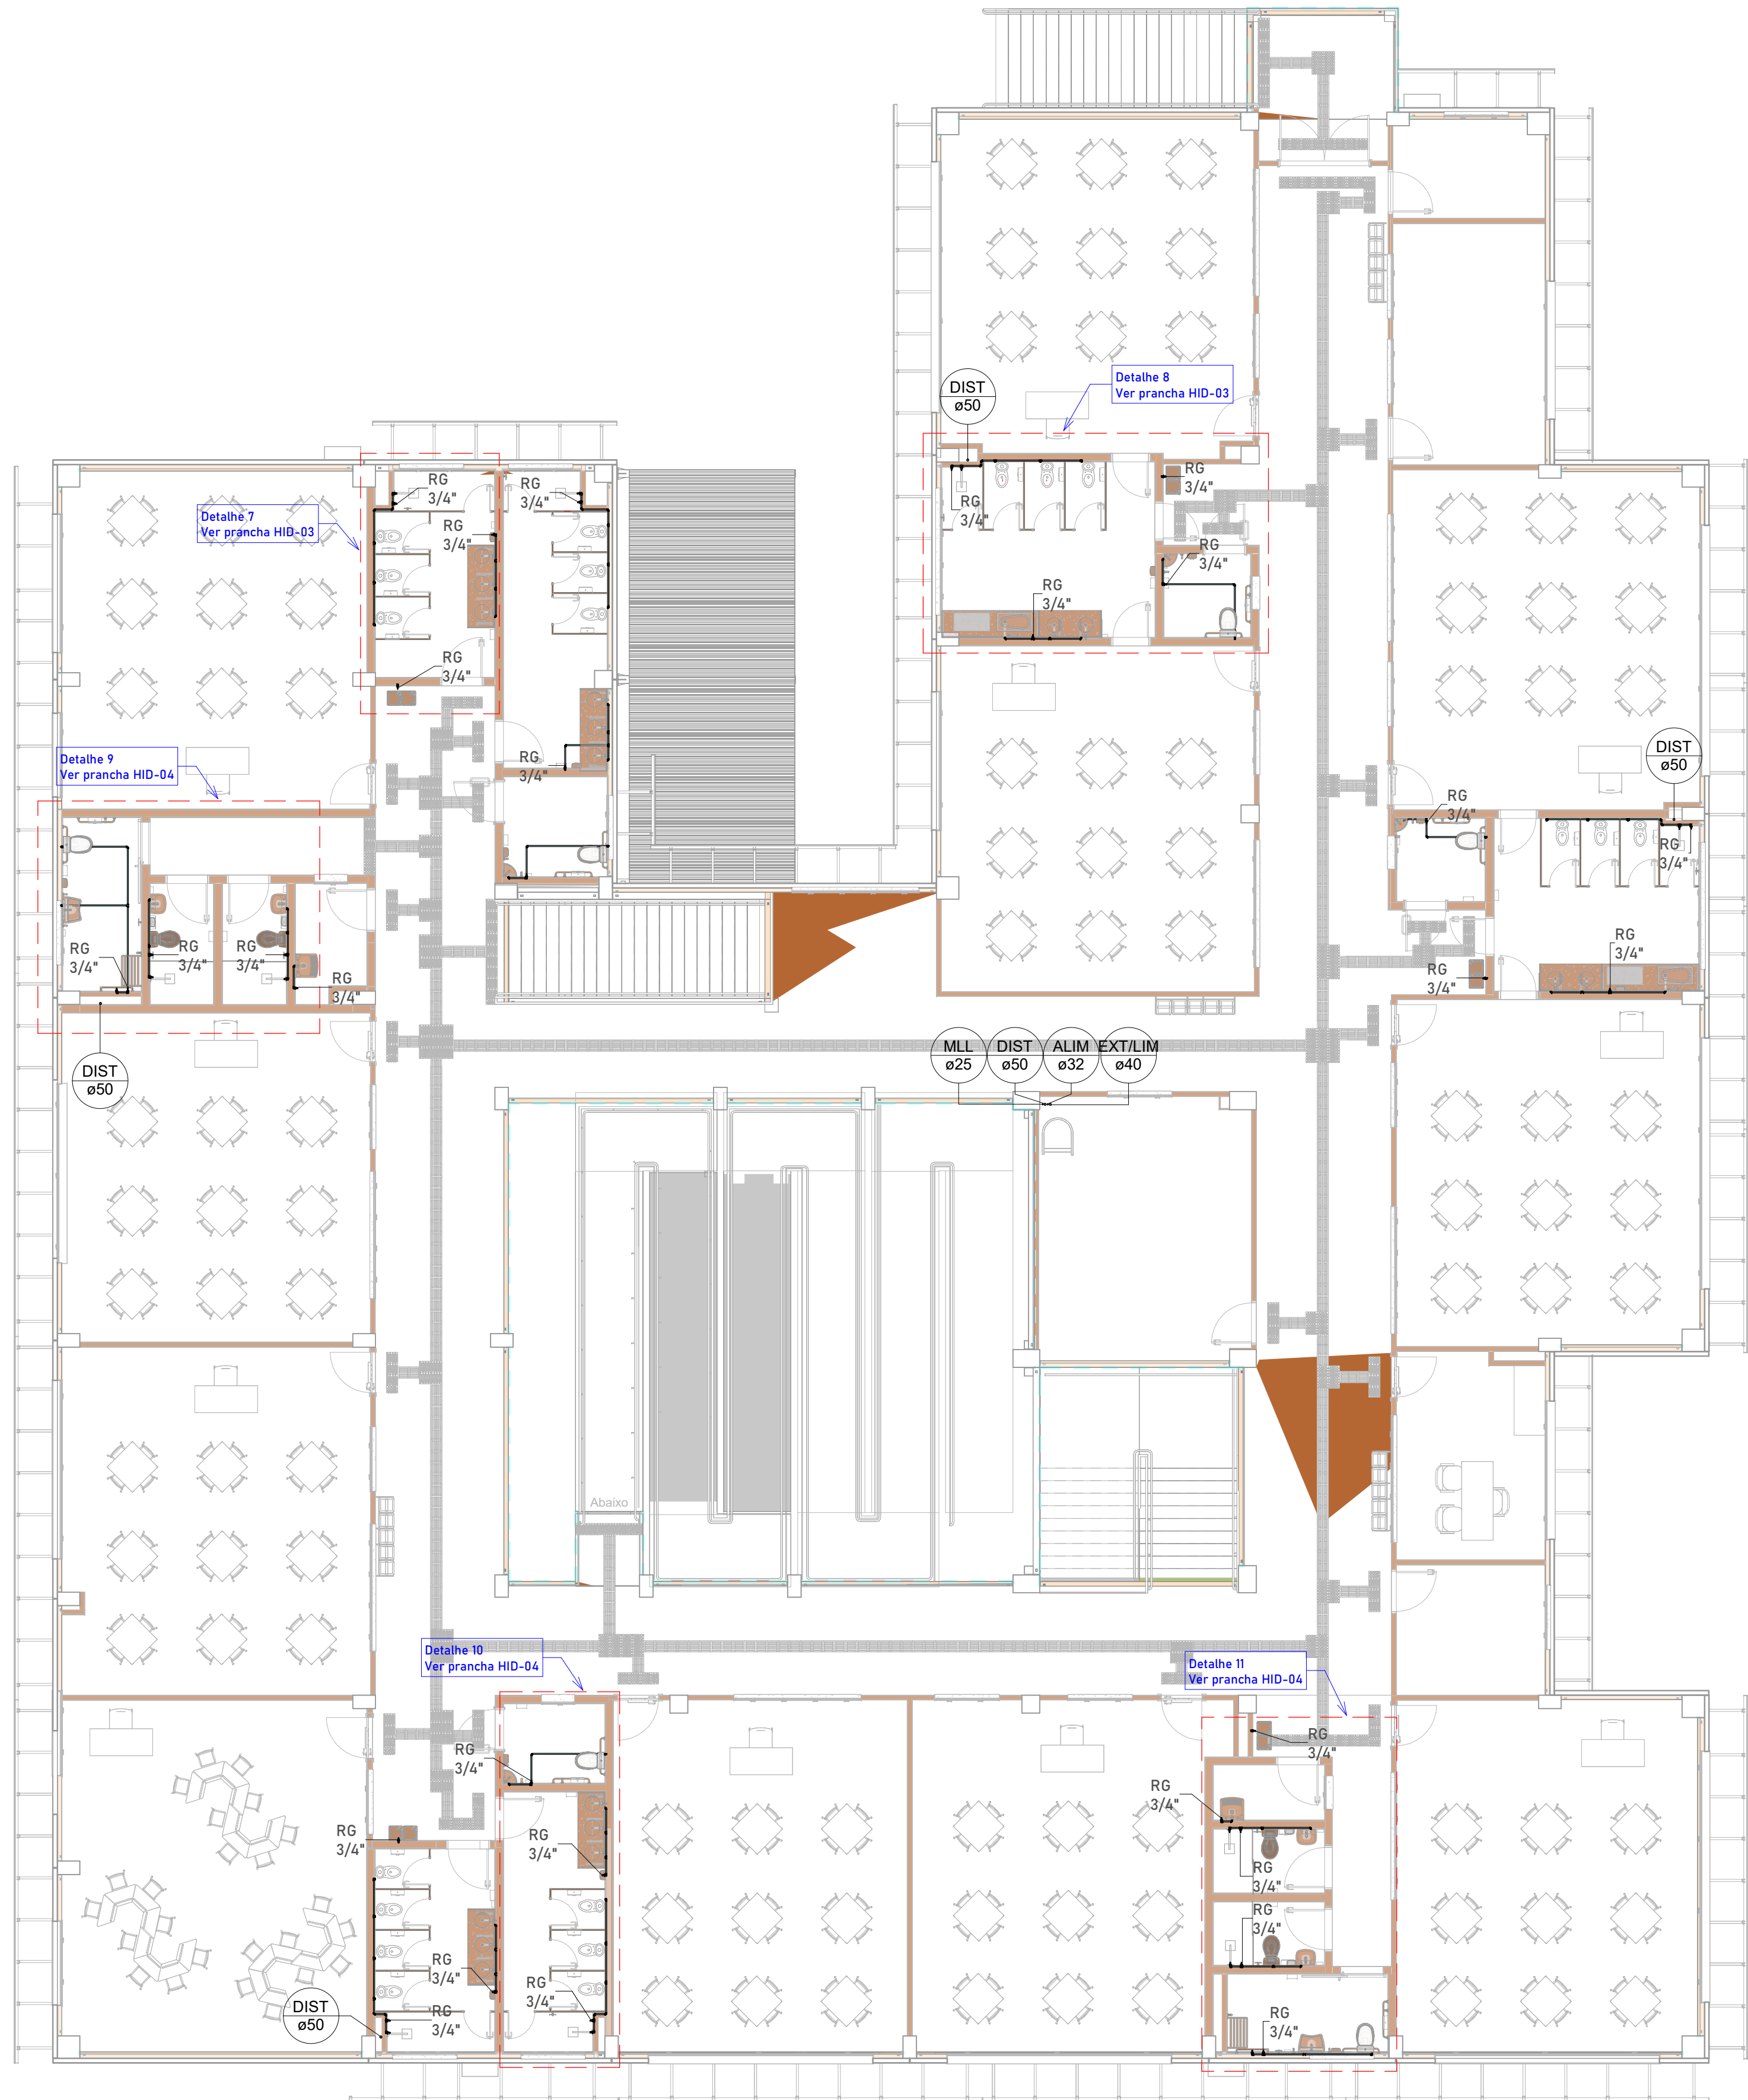 DIST
ø50
Detalhe 8
Ver prancha HID-03
RG
3/4"
RG
3/4"
RG
3/4"
RG
3/4"
RG
3/4"
RG
3/4"
Detalhe 7
Ver prancha HID-03
RG
3/4"
RG
3/4"
RG
3/4"
Detalhe 9
Ver prancha HID-04
DIST
ø50
RG
3/4"
RG
3/4"
RG
3/4"
RG
3/4"
RG
3/4"
RG
3/4"
RG
3/4"
RG
3/4"
RG
3/4"
DIST
ø50
MLL
ø25
DIST
ø50
ALIM
ø32
EXT/LIM
ø40
Abaixo
Detalhe 10
Ver prancha HID-04
Detalhe 11
Ver prancha HID-04
RG
3/4"
RG
3/4"
RG
3/4"
RG
3/4"
RG
3/4"
RG
3/4"
RG
3/4"
RG
3/4"
RG
3/4"
RG
3/4"
DIST
ø50
RG
3/4"